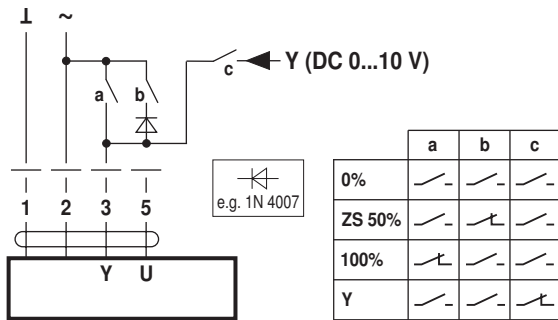 ⊥ ~
a b c Y (DC 0...10 V)
1 2 3 5
Y U
e.g. 1N 4007
a b c
0%
ZS 50%
100%
Y